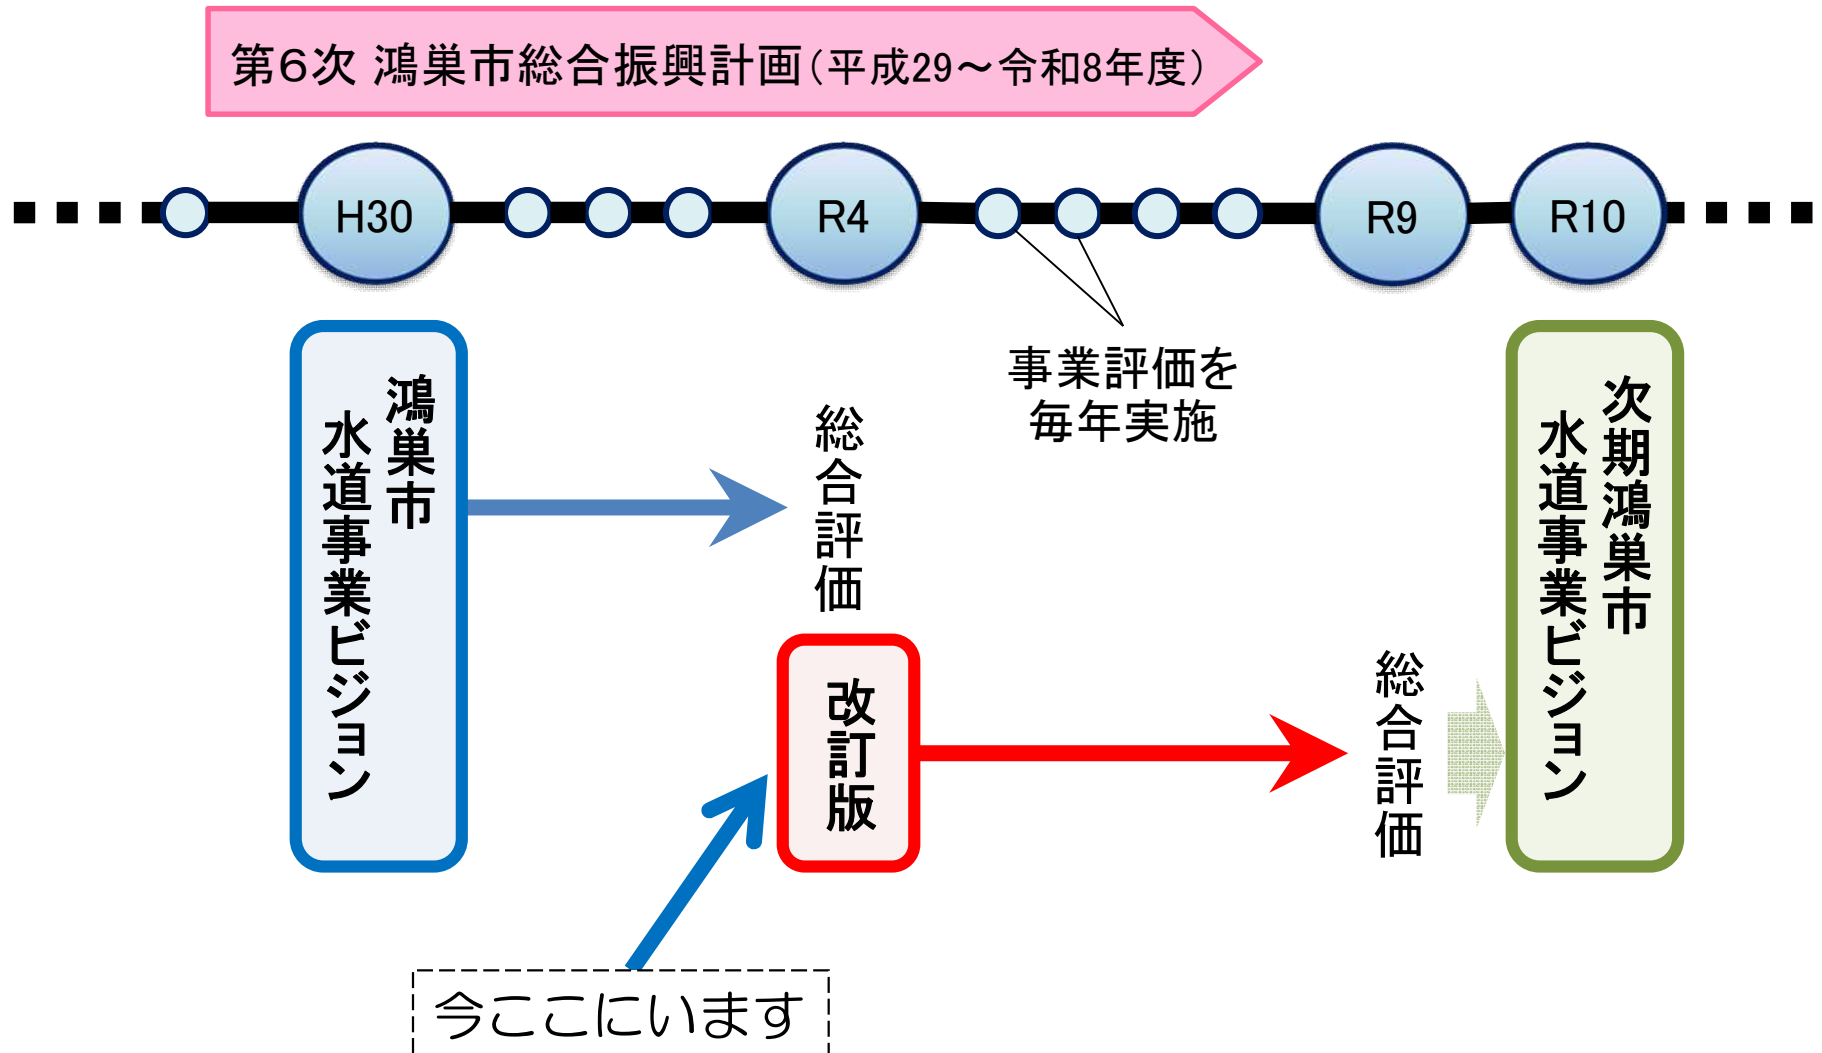 第6次 鴻巣市総合振興計画(平成29～令和8年度)
H30
R4
R9
R10
事業評価を
毎年実施
鴻巣市
水道事業ビジョン
総合評価
改訂版
総合評価
次期鴻巣市
水道事業ビジョン
今ここにいます